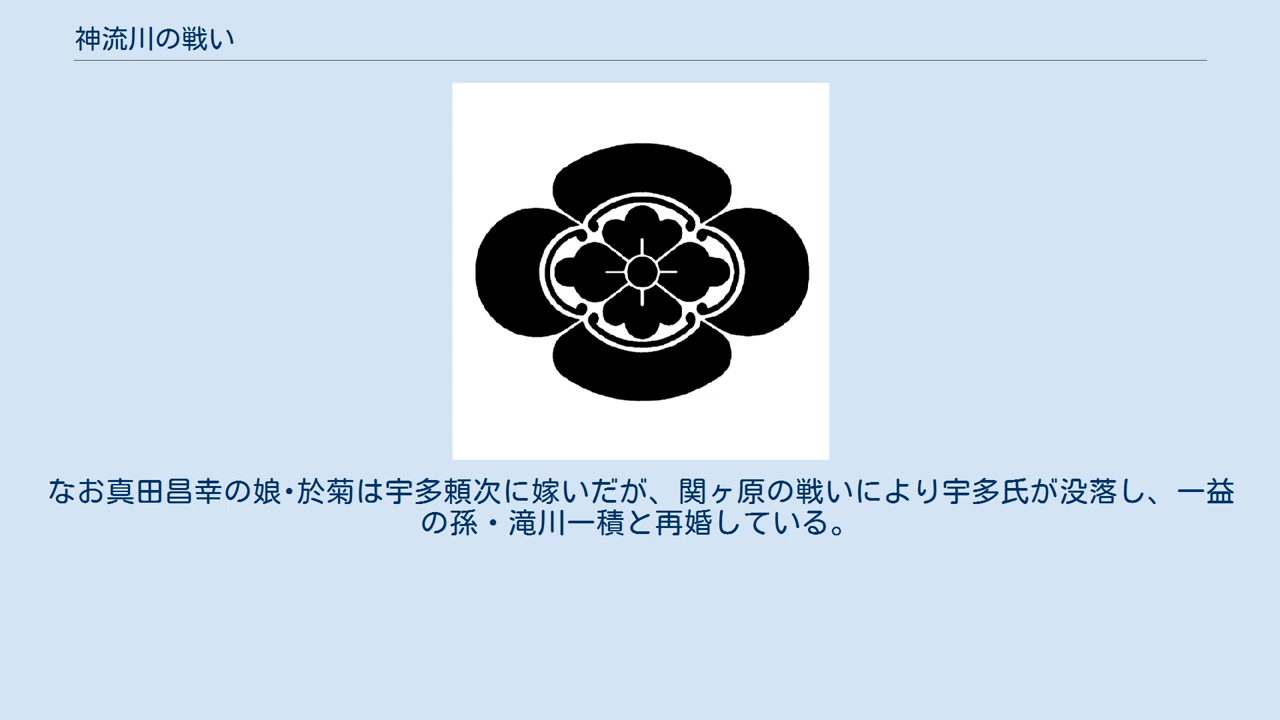 神流川の戦い
なお真田昌幸の娘･於菊は宇多頼次に嫁いだが、関ヶ原の戦いにより宇多氏が没落し、一益
の孫・滝川一積と再婚している。